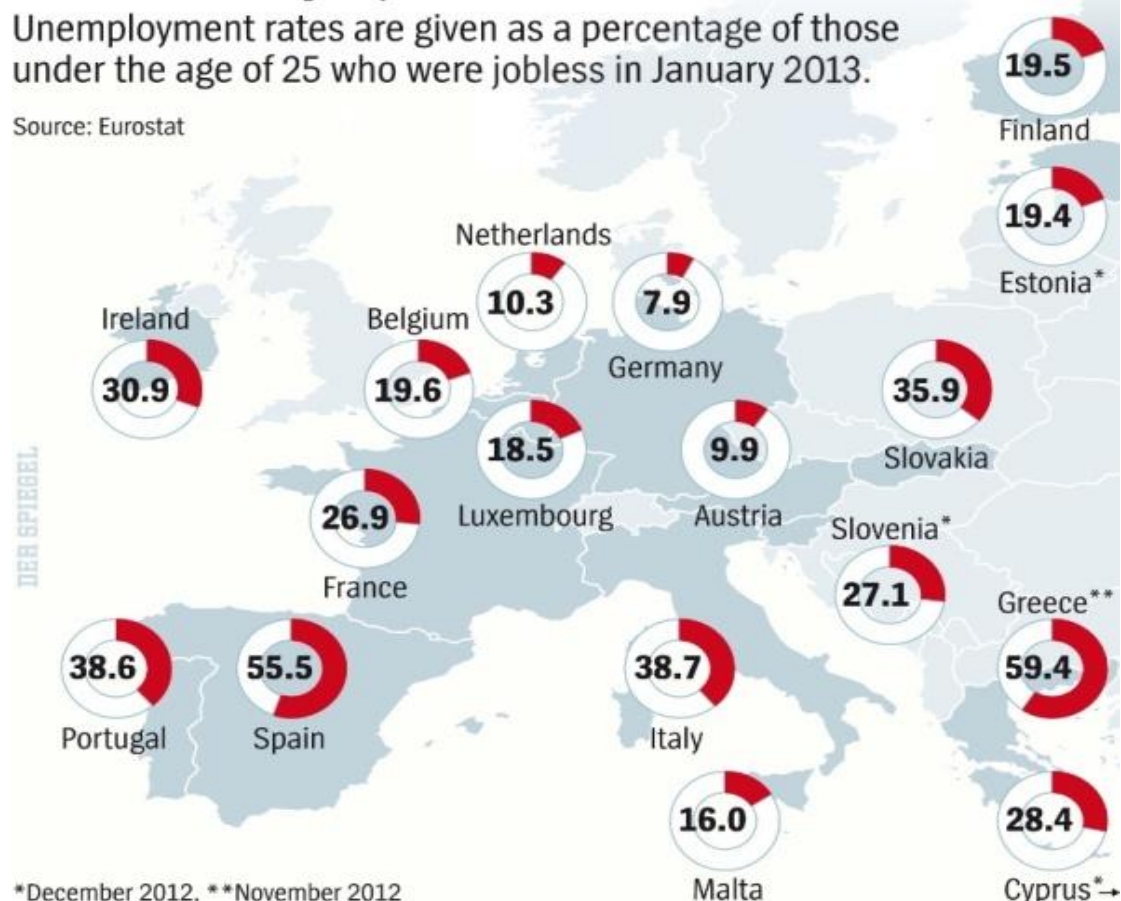 Unemployment rates are given as a percentage of those
under the age of 25 who were jobless in January 2013.
Source: Eurostat
19.5
Finland
19.4
Estonia*
Netherlands
10.3
7.9
Germany
Ireland
30.9
Belgium
19.6
35.9
Slovakia
18.5
Luxembourg
9.9
Austria
26.9
France
Slovenia*
27.1
Greece**
59.4
38.6
Portugal
55.5
Spain
38.7
Italy
16.0
Malta
28.4
Cyprus*→
DER SPIEGEL
*December 2012, **November 2012